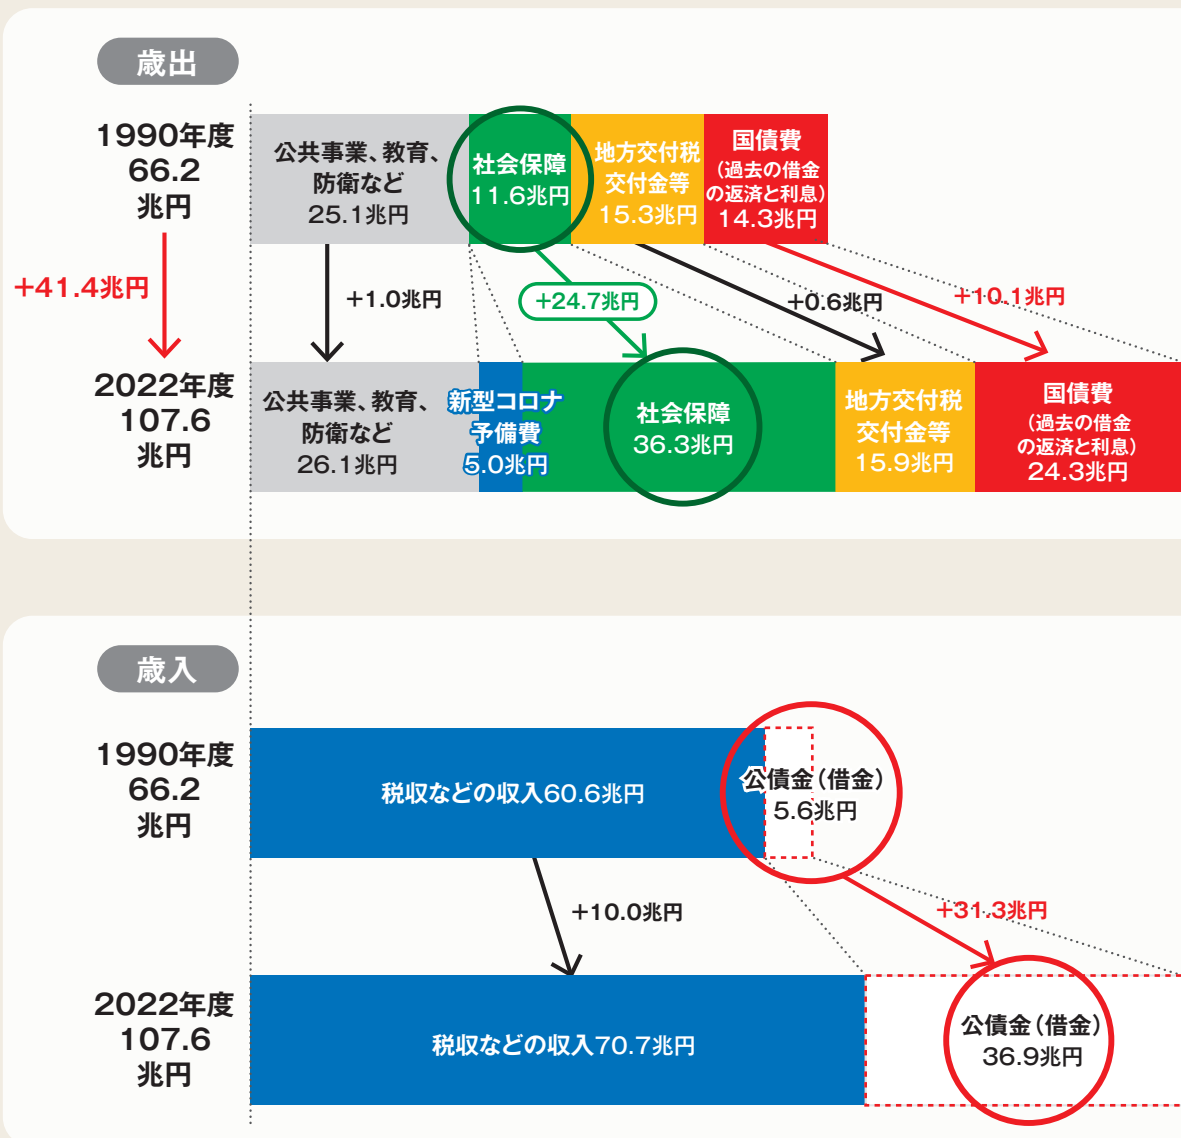 歳出
1990年度
66.2
兆円
公共事業、教育、
防衛など
25.1兆円
社会保障
11.6兆円
地方交付税
交付金等
15.3兆円
国債費
(過去の借金
の返済と利息)
14.3兆円
+41.4兆円
+1.0兆円
+24.7兆円
+0.6兆円
+10.1兆円
2022年度
107.6
兆円
公共事業、教育、
防衛など
26.1兆円
新型コロナ
予備費
5.0兆円
社会保障
36.3兆円
地方交付税
交付金等
15.9兆円
国債費
(過去の借金
の返済と利息)
24.3兆円
歳入
1990年度
66.2
兆円
税収などの収入60.6兆円
公債金(借金)
5.6兆円
+10.0兆円
+31.3兆円
2022年度
107.6
兆円
税収などの収入70.7兆円
公債金(借金)
36.9兆円